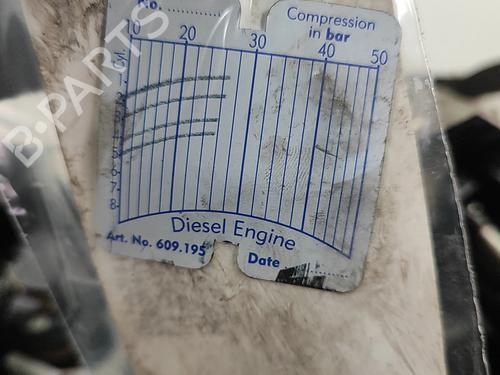 No. ............
Compression
in bar
10 20 30 40 50
Cyl.
2
3
4
5
6-
7-
8-
Diesel Engine
Art. No. 609.195
Date ............
B-PARTS